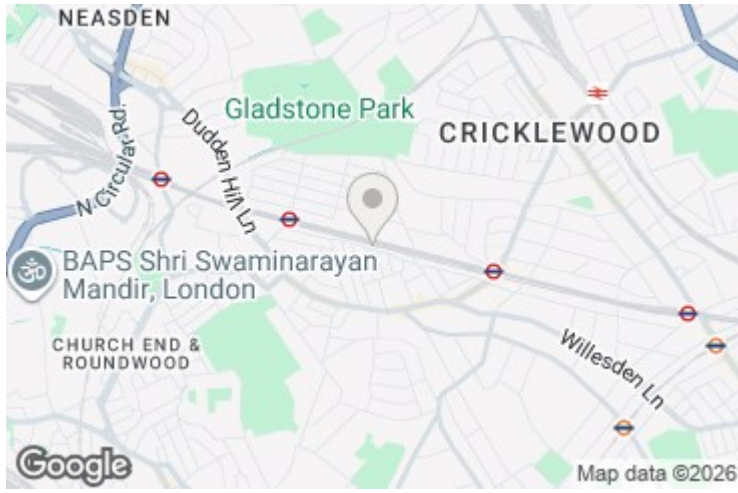 NEASDEN
Gladstone Park
CRICKLEWOOD
Dudden Hill Ln
N Circular Rd
BAPS Shri Swaminarayan
Mandir, London
CHURCH END &
ROUNDWOOD
Willesden Ln
Google
Map data ©2026